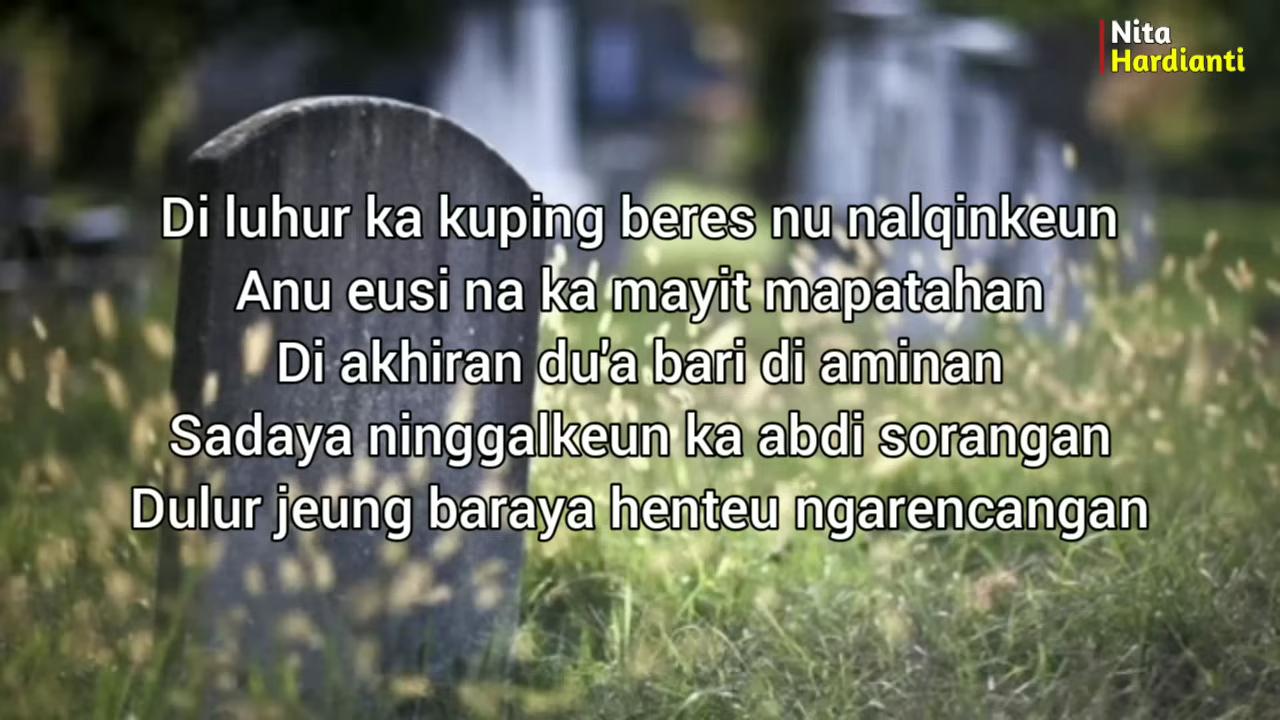 Nita
Hardianti
Di luhur ka kuping beres nu nalqinkeun
Anu eusi na ka mayit mapatahan
Di akhiran du'a bari di aminan
Sadaya ninggalkeun ka abdi sorangan
Dulur jeung baraya henteu ngarencangan